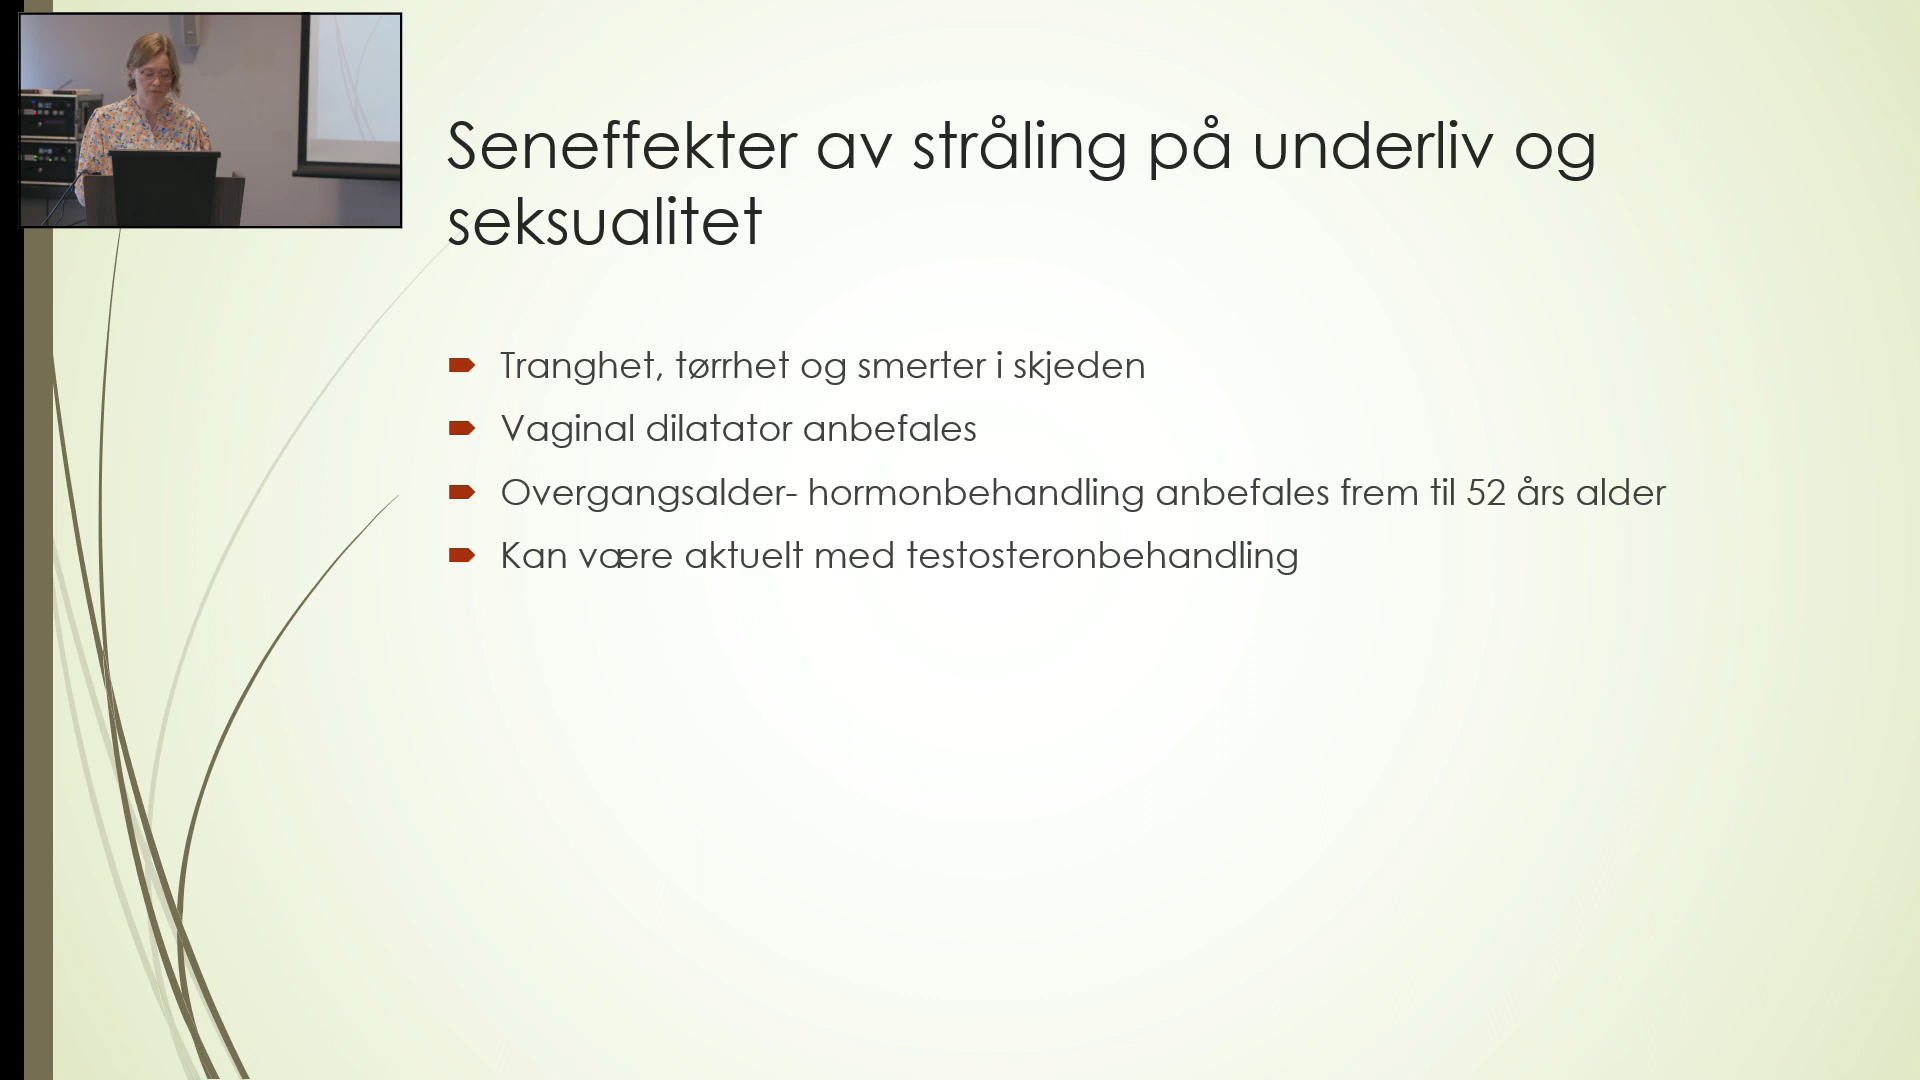 Seneffekter av stråling på underliv og
seksualitet
Tranghet, tørrhet og smerter i skjeden
Vaginal dilatator anbefales
Overgangsalder- hormonbehandling anbefales frem til 52 års alder
Kan være aktuelt med testosteronbehandling